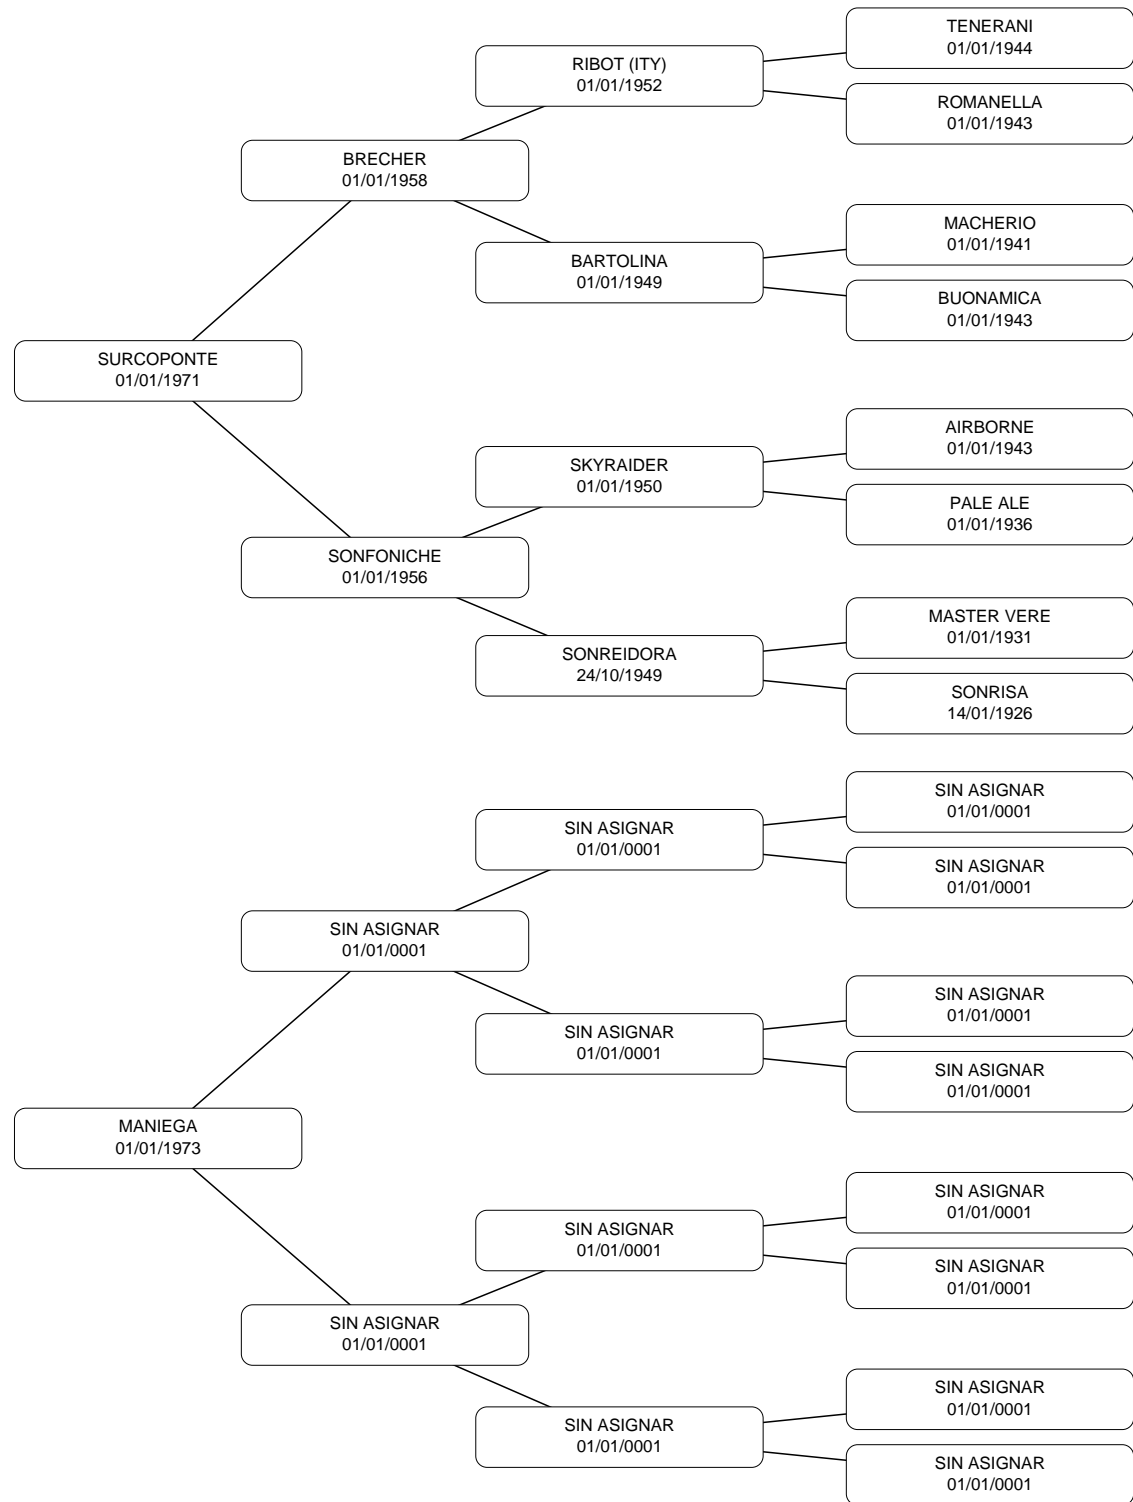 TENERANI
01/01/1944
RIBOT (ITY)
01/01/1952
ROMANELLA
01/01/1943
BRECHER
01/01/1958
MACHERIO
01/01/1941
BARTOLINA
01/01/1949
BUONAMICA
01/01/1943
SURCOPONTE
01/01/1971
AIRBORNE
01/01/1943
SKYRAIDER
01/01/1950
PALE ALE
01/01/1936
SONFONICHE
01/01/1956
MASTER VERE
01/01/1931
SONREIDORA
24/10/1949
SONRISA
14/01/1926
SIN ASIGNAR
01/01/0001
SIN ASIGNAR
01/01/0001
SIN ASIGNAR
01/01/0001
SIN ASIGNAR
01/01/0001
SIN ASIGNAR
01/01/0001
SIN ASIGNAR
01/01/0001
SIN ASIGNAR
01/01/0001
MANIEGA
01/01/1973
SIN ASIGNAR
01/01/0001
SIN ASIGNAR
01/01/0001
SIN ASIGNAR
01/01/0001
SIN ASIGNAR
01/01/0001
SIN ASIGNAR
01/01/0001
SIN ASIGNAR
01/01/0001
SIN ASIGNAR
01/01/0001